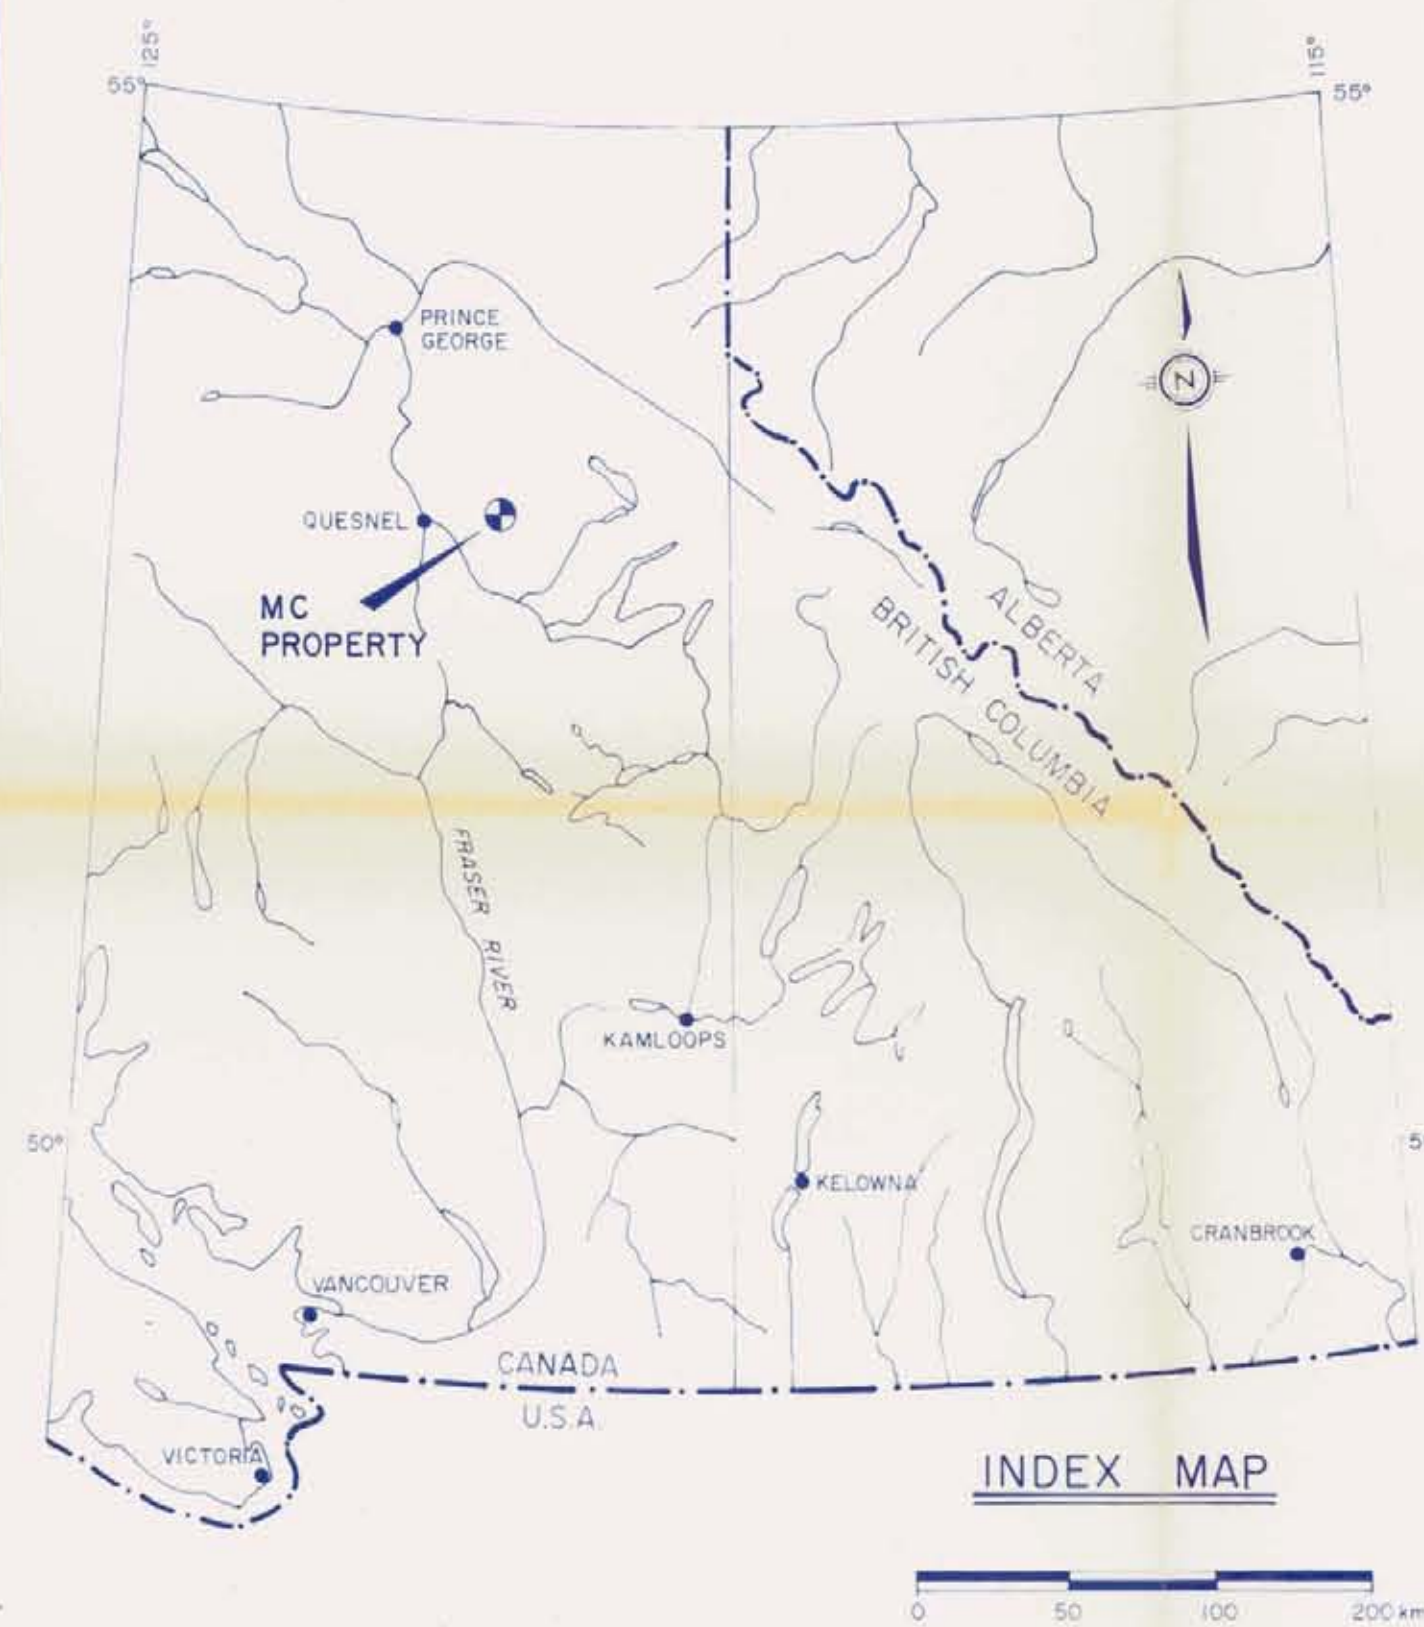 125°
115°
55°
55°
PRINCE
GEORGE
N
QUESNEL
MC
PROPERTY
ALBERTA
BRITISH COLUMBIA
FRASER RIVER
KAMLOOPS
50°
5
KELOWNA
CRANBROOK
VANCOUVER
CANADA
U.S.A.
VICTORIA
INDEX MAP
0 50 100 200 km